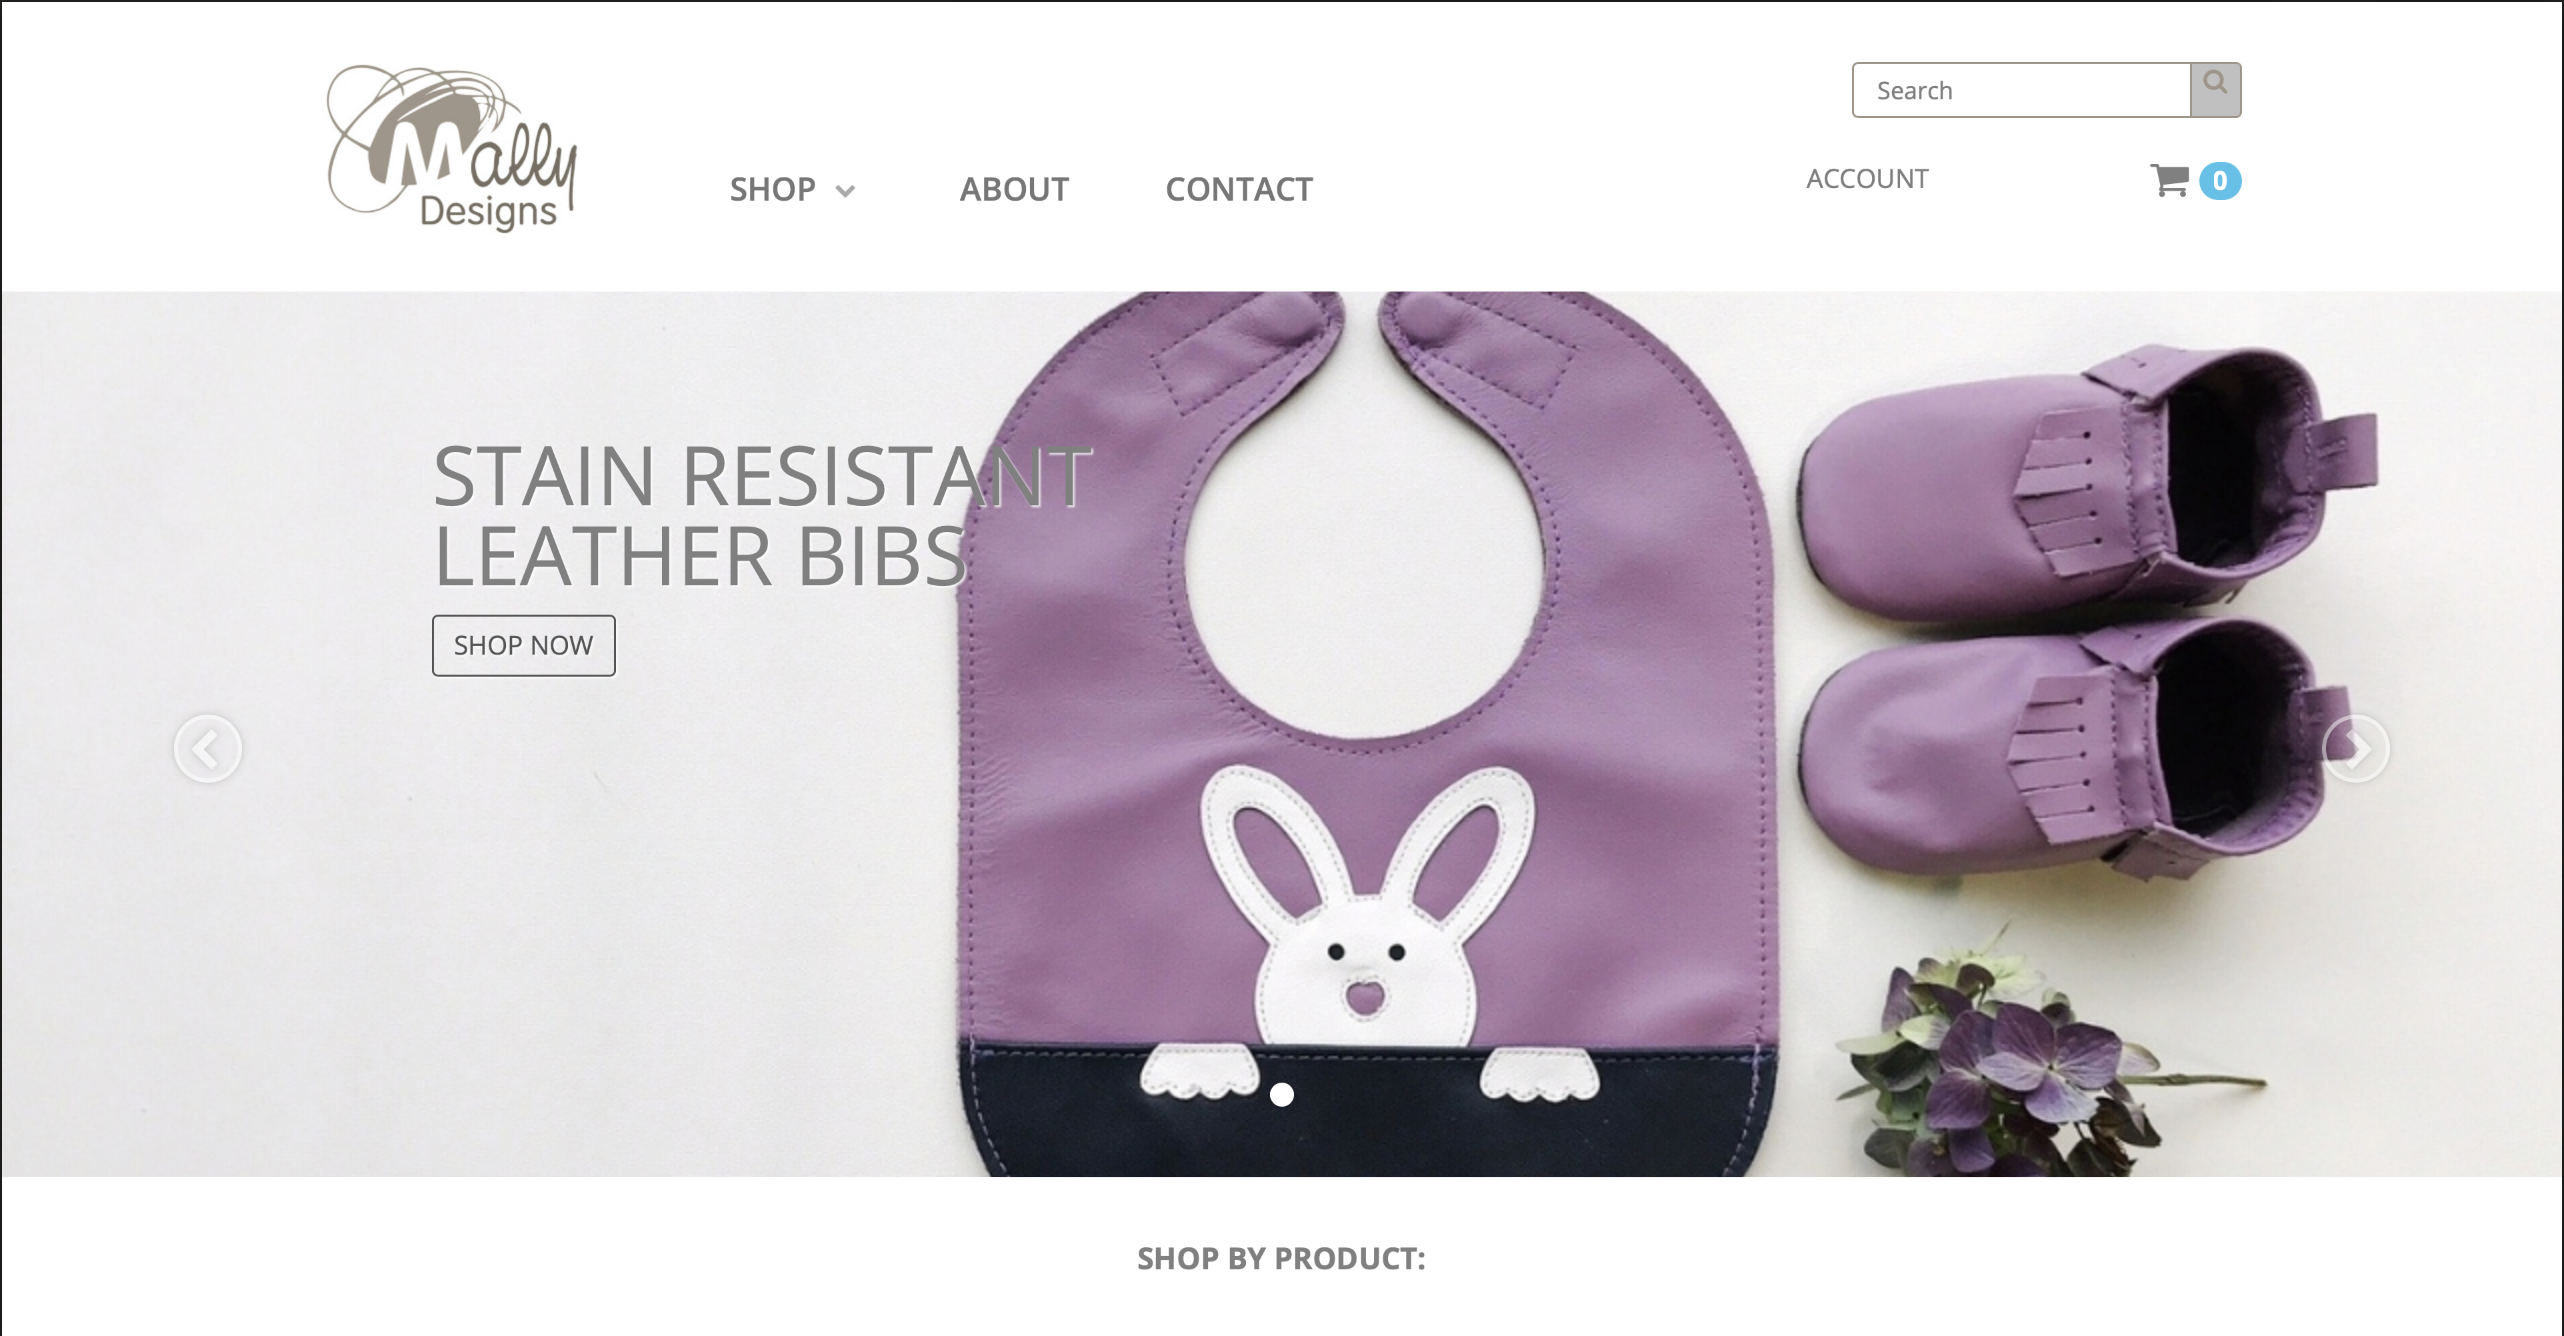 Mally
Designs
SHOP
ABOUT
CONTACT
Search
ACCOUNT
0
STAIN RESISTANT
LEATHER BIBS
SHOP NOW
SHOP BY PRODUCT: